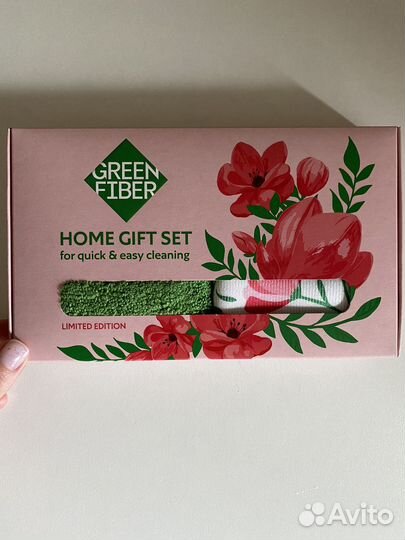 GREEN
FIBER
HOME GIFT SET
for quick & easy cleaning
LIMITED EDITION
Avito